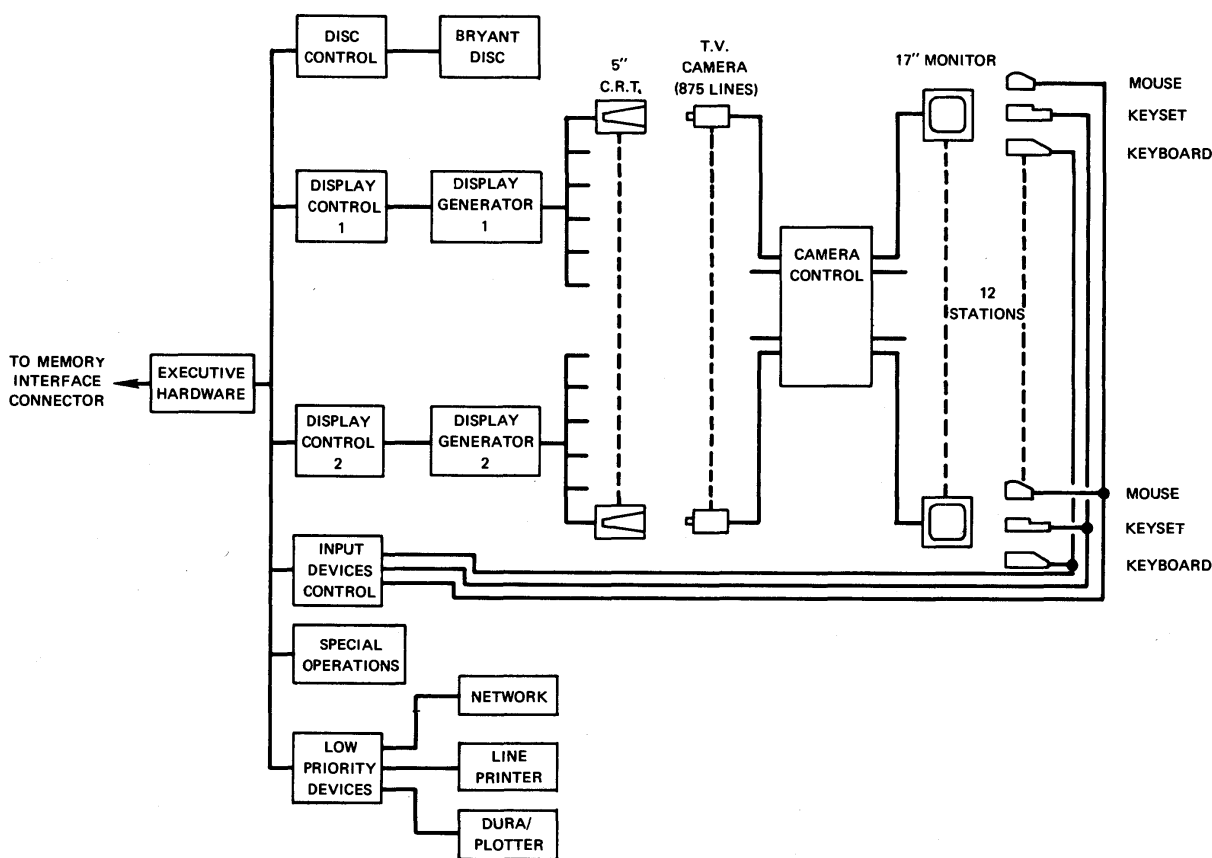 DISC
CONTROL
BRYANT
DISC
5"
C.R.T.
T.V.
CAMERA
(875 LINES)
17" MONITOR
MOUSE
KEYSET
KEYBOARD
DISPLAY
CONTROL
1
DISPLAY
GENERATOR
1
CAMERA
CONTROL
12
STATIONS
TO MEMORY
INTERFACE
CONNECTOR
EXECUTIVE
HARDWARE
DISPLAY
CONTROL
2
DISPLAY
GENERATOR
2
MOUSE
KEYSET
KEYBOARD
INPUT
DEVICES
CONTROL
SPECIAL
OPERATIONS
LOW
PRIORITY
DEVICES
NETWORK
LINE
PRINTER
DURA/
PLOTTER